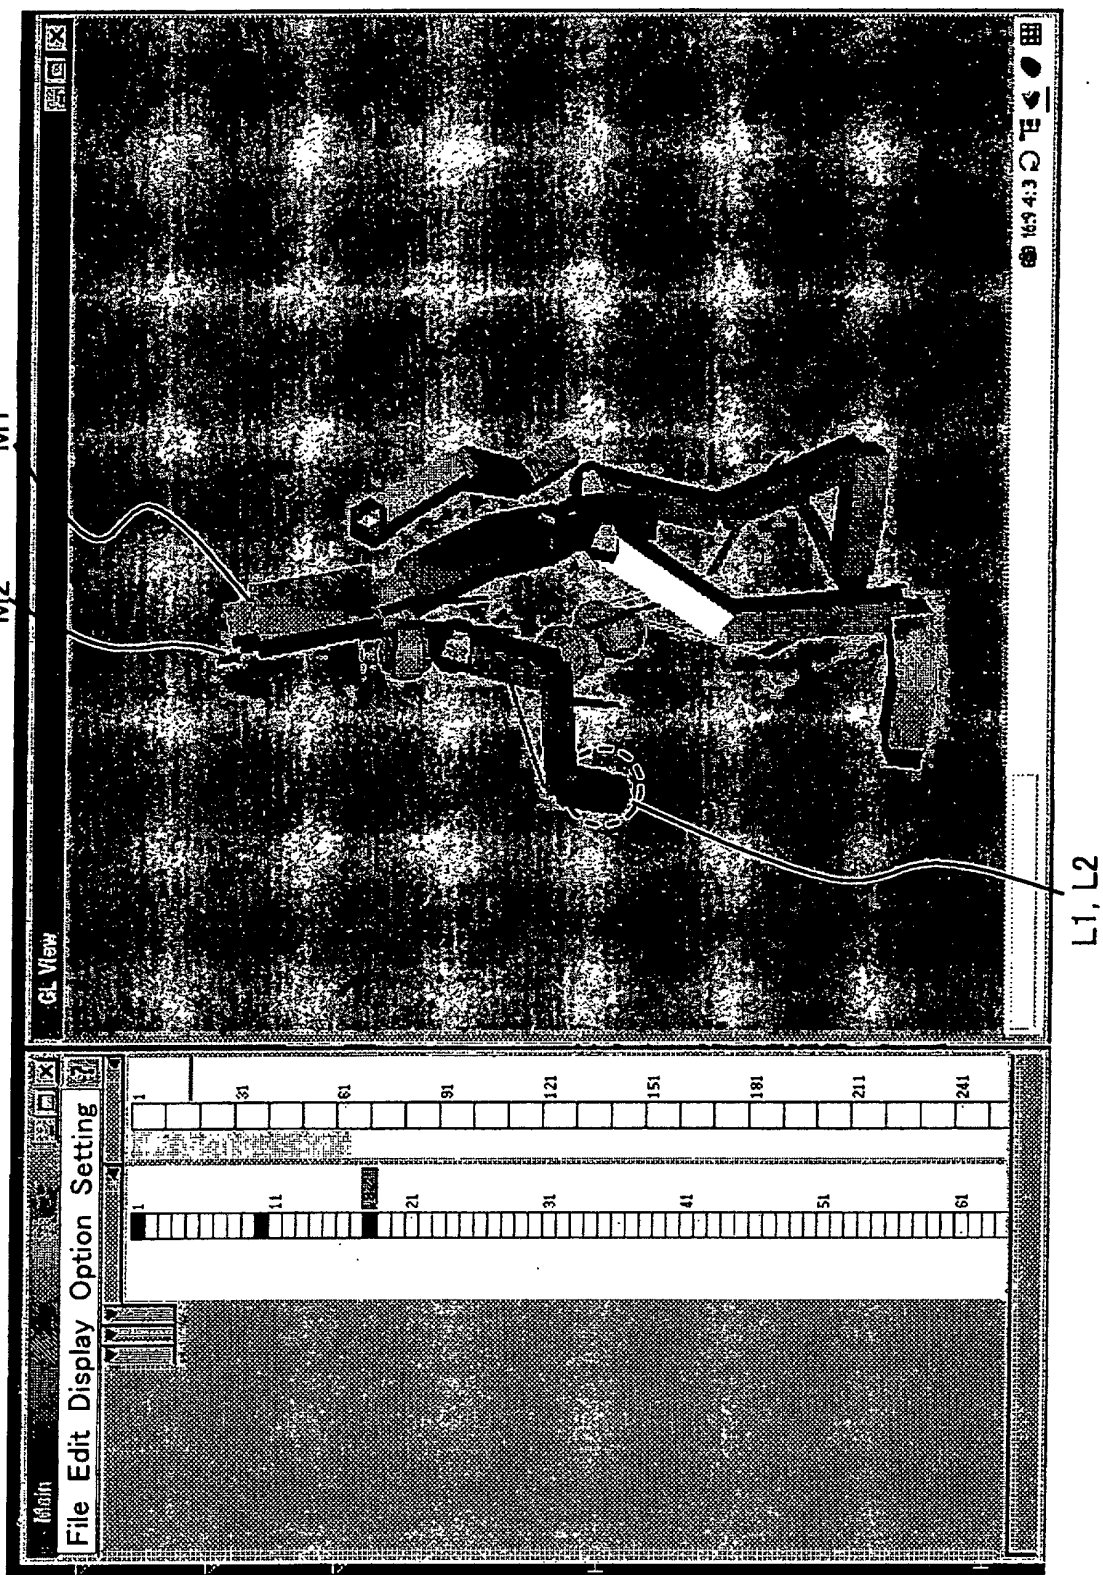 Main
File Edit Display Option Setting
1 11 21 31 41 51 61
1 31 61 91 121 151 181 211 241
GL View
16:9 4:3
M2
M1
L1, L2